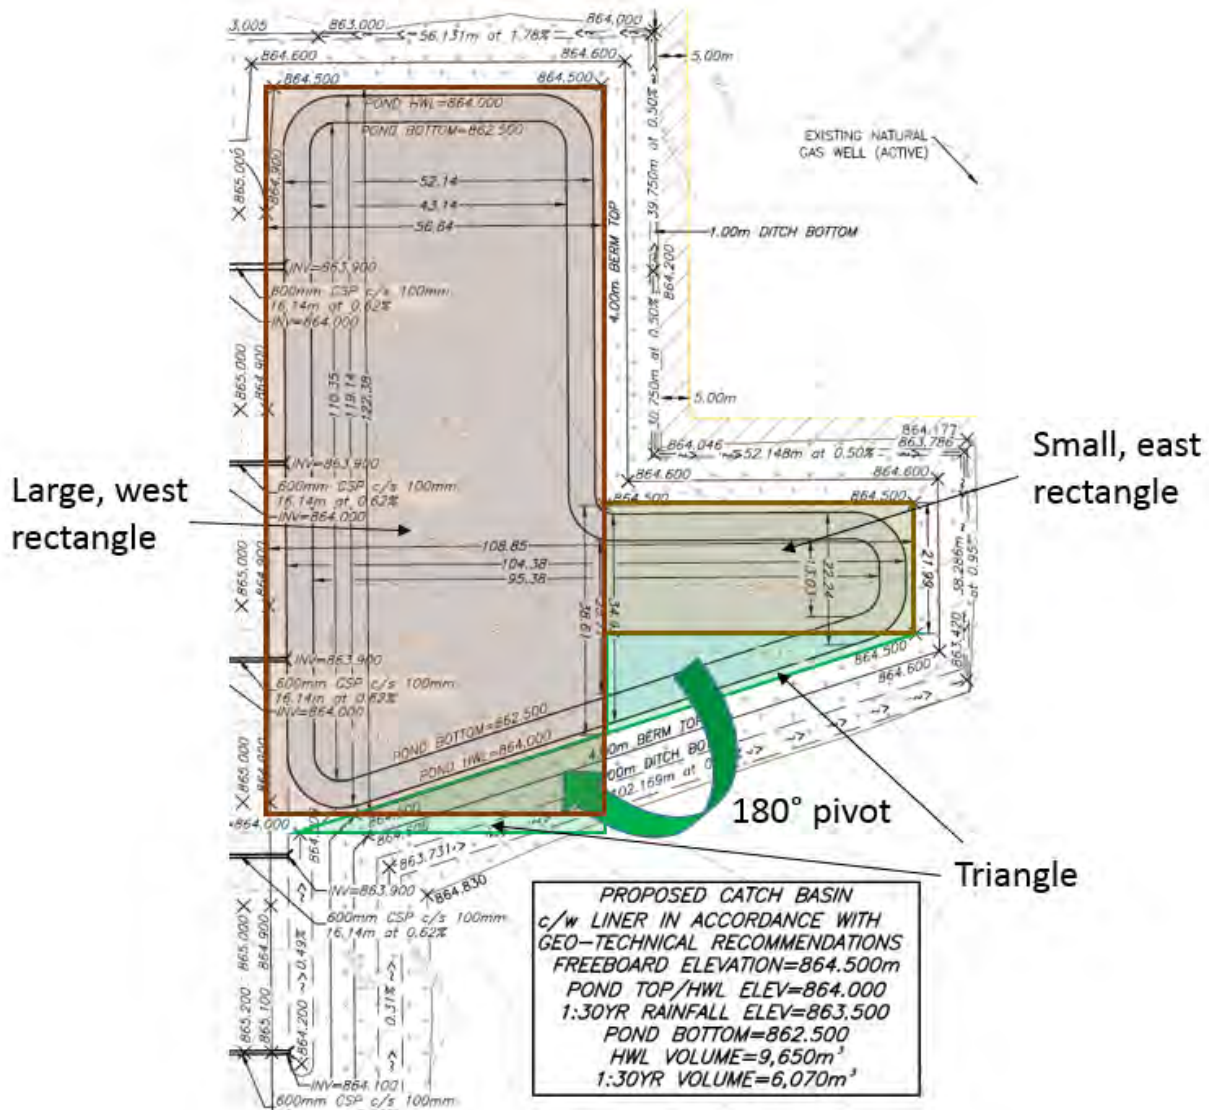 3.005
863.000
864.000
56.131m at 1.78%
864.600
864.600
5.00m
864.500
864.500
POND HWL=864.000
POND BOTTOM=862.500
EXISTING NATURAL
GAS WELL (ACTIVE)
865.000
864.900
52.14
43.14
56.64
4.00m BERM TOP
39.750m at 0.50%
1.00m DITCH BOTTOM
864.200
30.750m at 0.50%
INV=863.900
600mm CSP c/s 100mm
16.14m at 0.62%
INV=864.000
865.000
864.900
110.35
119.14
122.38
5.00m
864.177
864.046
863.786
52.148m at 0.50%
864.600
864.600
Small, east
rectangle
INV=863.900
600mm CSP c/s 100mm
16.14m at 0.62%
INV=864.000
Large, west
rectangle
864.500
864.500
108.85
104.38
95.38
865.000
864.900
13.03
22.24
21.99
58.286m
at 0.95%
38.61
INV=863.900
600mm CSP c/s 100mm
16.14m at 0.62%
INV=864.000
863.420
864.500
864.600
POND BOTTOM=862.500
POND HWL=864.000
BERM TOP
DITCH
180° pivot
865.000
864.000
863.731
864.830
INV=863.900
600mm CSP c/s 100mm
16.14m at 0.62%
Triangle
865.000
864.900
0.49%
864.200
0.31%
865.200
865.100
INV=864.100
600mm CSP c/s 100mm
PROPOSED CATCH BASIN
c/w LINER IN ACCORDANCE WITH
GEO-TECHNICAL RECOMMENDATIONS
FREEBOARD ELEVATION=864.500m
POND TOP/HWL ELEV=864.000
1:30YR RAINFALL ELEV=863.500
POND BOTTOM=862.500
HWL VOLUME=9,650m³
1:30YR VOLUME=6,070m³